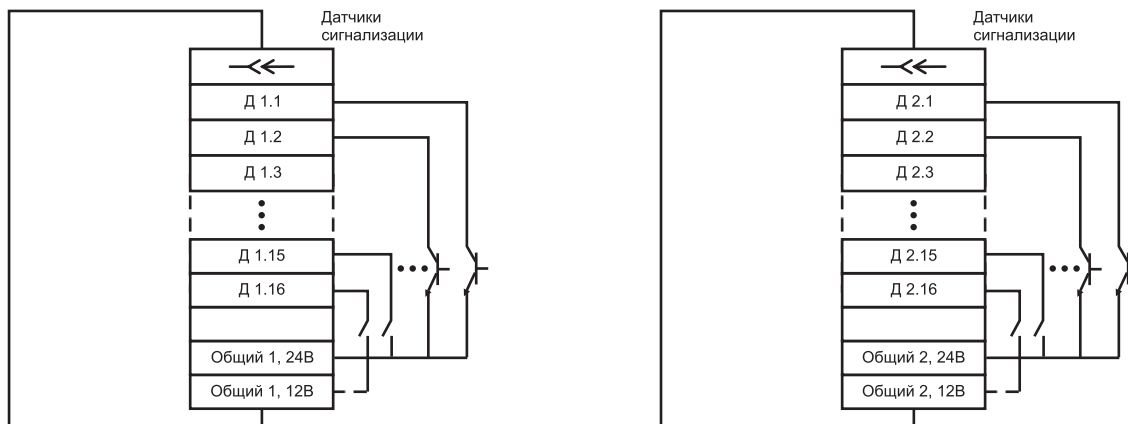 Датчики
сигнализации
Д 1.1
Д 1.2
Д 1.3
Д 1.15
Д 1.16
Общий 1, 24В
Общий 1, 12В
Датчики
сигнализации
Д 2.1
Д 2.2
Д 2.3
Д 2.15
Д 2.16
Общий 2, 24В
Общий 2, 12В